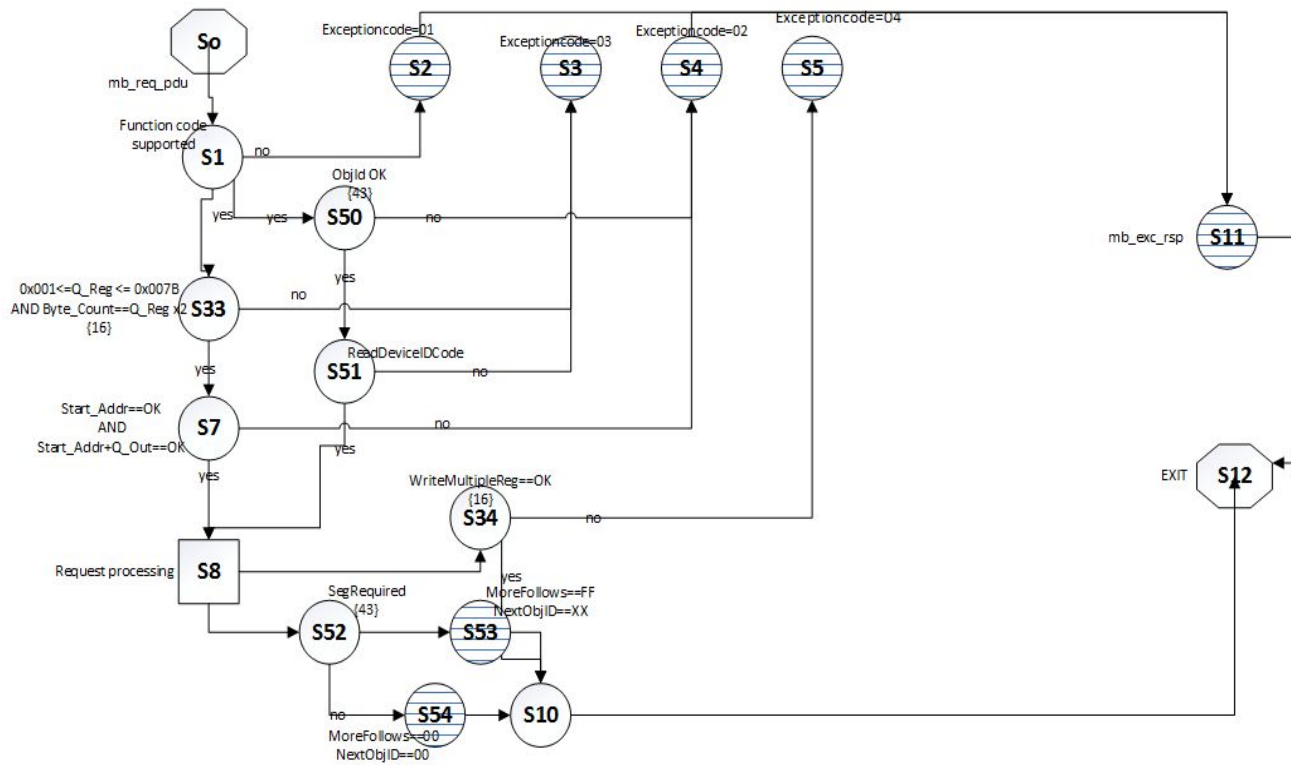 So
mb_req_pdu
Exceptioncode=01
S2
Exceptioncode=03
S3
Exceptioncode=02
S4
Exceptioncode=04
S5
Function code
supported
S1
no
yes
yes
ObjId OK
{43}
S50
no
yes
mb_exc_rsp
S11
0x001<=Q_Reg <= 0x007B
AND Byte_Count==Q_Reg x2
{16}
S33
no
yes
ReadDeviceIDCode
S51
no
yes
Start_Addr==OK
AND
Start_Addr+Q_Out==OK
S7
no
yes
WriteMultipleReg==OK
{16}
S34
no
yes
EXIT
S12
Request processing
S8
SegRequired
{43}
S52
MoreFollows==FF
NextObjID==XX
S53
no
S54
MoreFollows==00
NextObjID==00
S10